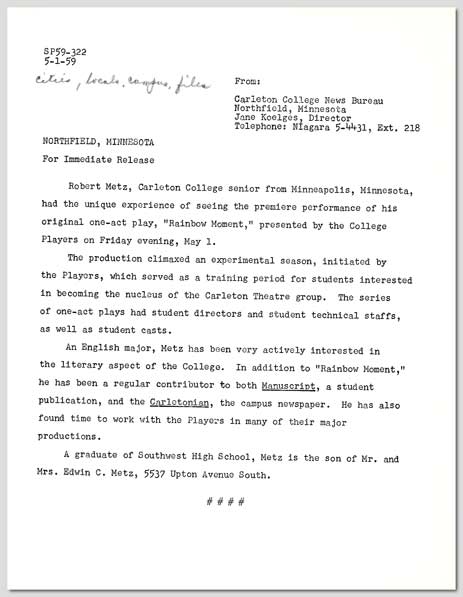 SP59-322
5-1-59
cities, locals, campus, files
From:
Carleton College News Bureau
Northfield, Minnesota
Jane Koelges, Director
Telephone: NIagara 5-4431, Ext. 218
NORTHFIELD, MINNESOTA
For Immediate Release
Robert Metz, Carleton College senior from Minneapolis, Minnesota,
had the unique experience of seeing the premiere performance of his
original one-act play, "Rainbow Moment," presented by the College
Players on Friday evening, May 1.
The production climaxed an experimental season, initiated by
the Players, which served as a training period for students interested
in becoming the nucleus of the Carleton Theatre group. The series
of one-act plays had student directors and student technical staffs,
as well as student casts.
An English major, Metz has been very actively interested in
the literary aspect of the College. In addition to "Rainbow Moment,"
he has been a regular contributor to both Manuscript, a student
publication, and the Carletonian, the campus newspaper. He has also
found time to work with the Players in many of their major
productions.
A graduate of Southwest High School, Metz is the son of Mr. and
Mrs. Edwin C. Metz, 5537 Upton Avenue South.
# # # #